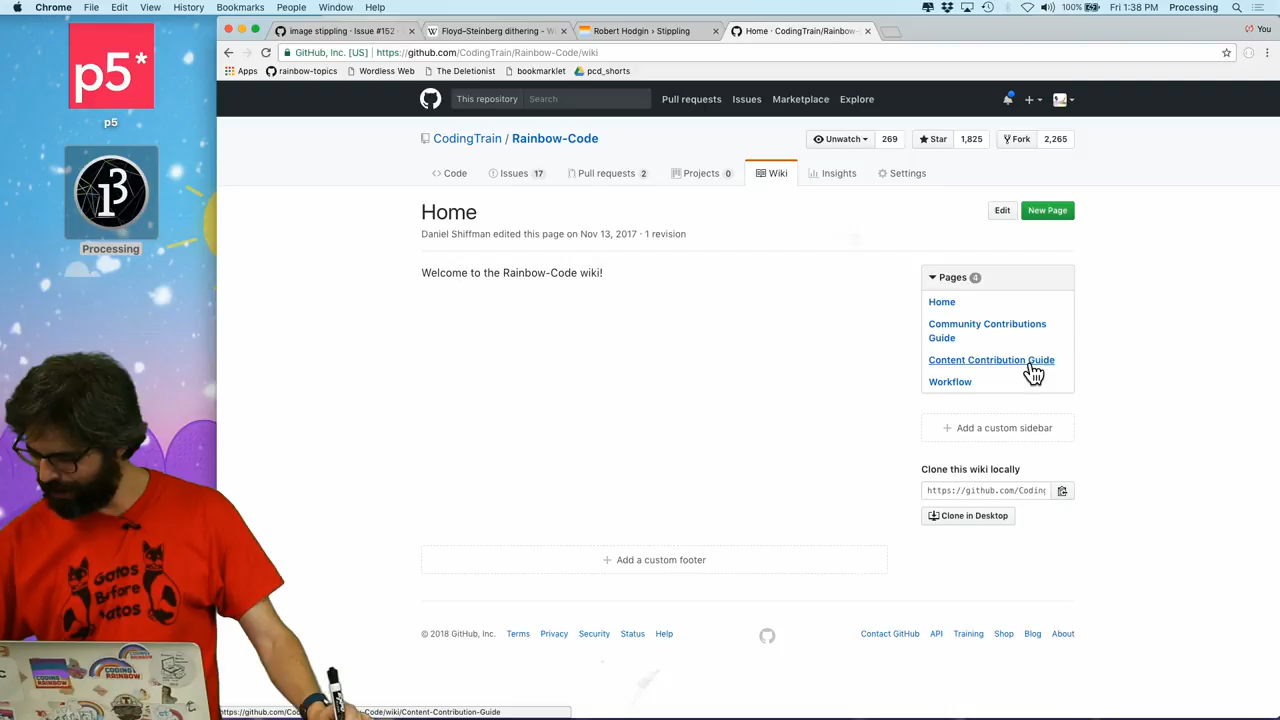 Chrome File Edit View History Bookmarks People Window Help 100% Fri 1:38 PM Processing
image stippling · Issue #152 Floyd–Steinberg dithering - W Robert Hodgin › Stippling Home · CodingTrain/Rainbow- You
GitHub, Inc. [US] https://github.com/CodingTrain/Rainbow-Code/wiki
Apps rainbow-topics Wordless Web The Deletionist bookmarklet pcd_shorts
This repository Search Pull requests Issues Marketplace Explore
CodingTrain / Rainbow-Code Unwatch 269 Star 1,825 Fork 2,265
Code Issues 17 Pull requests 2 Projects 0 Wiki Insights Settings
Home Edit New Page
Daniel Shiffman edited this page on Nov 13, 2017 · 1 revision
Welcome to the Rainbow-Code wiki!
Pages 4
Home
Community Contributions
Guide
Content Contribution Guide
Workflow
+ Add a custom sidebar
Clone this wiki locally
https://github.com/Coding
Clone in Desktop
+ Add a custom footer
© 2018 GitHub, Inc. Terms Privacy Security Status Help Contact GitHub API Training Shop Blog About
p5*
p5
Processing
Gatos
Before
Vatos
CODING
RAINBOW
CODING
RAINBOW